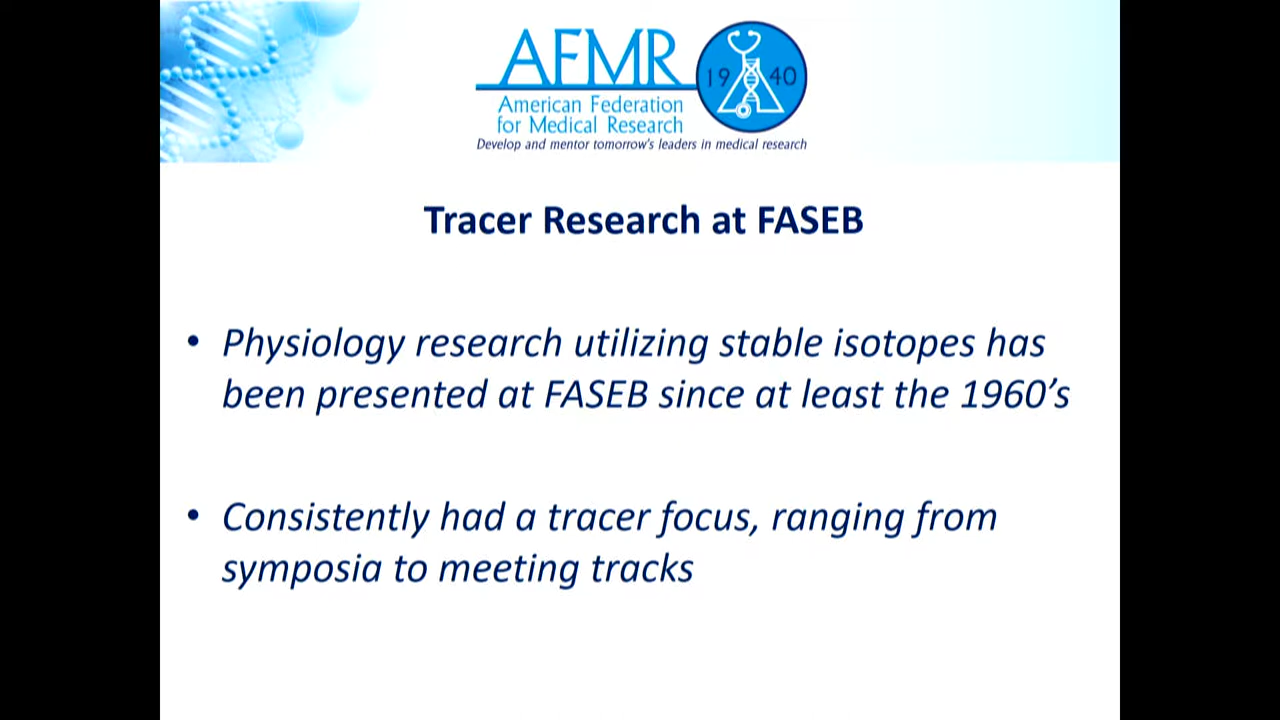 AFMR
1940
American Federation
for Medical Research
Develop and mentor tomorrow's leaders in medical research
Tracer Research at FASEB
• Physiology research utilizing stable isotopes has
been presented at FASEB since at least the 1960’s
• Consistently had a tracer focus, ranging from
symposia to meeting tracks